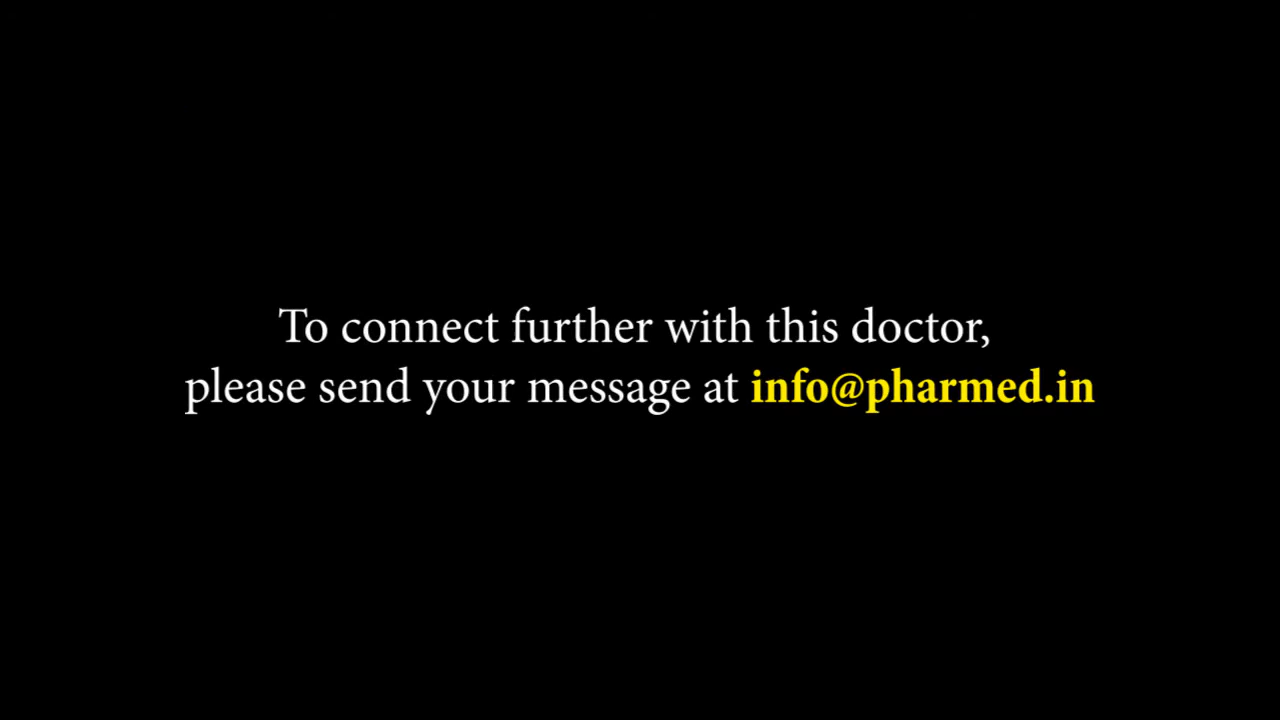 To connect further with this doctor,
please send your message at info@pharmed.in